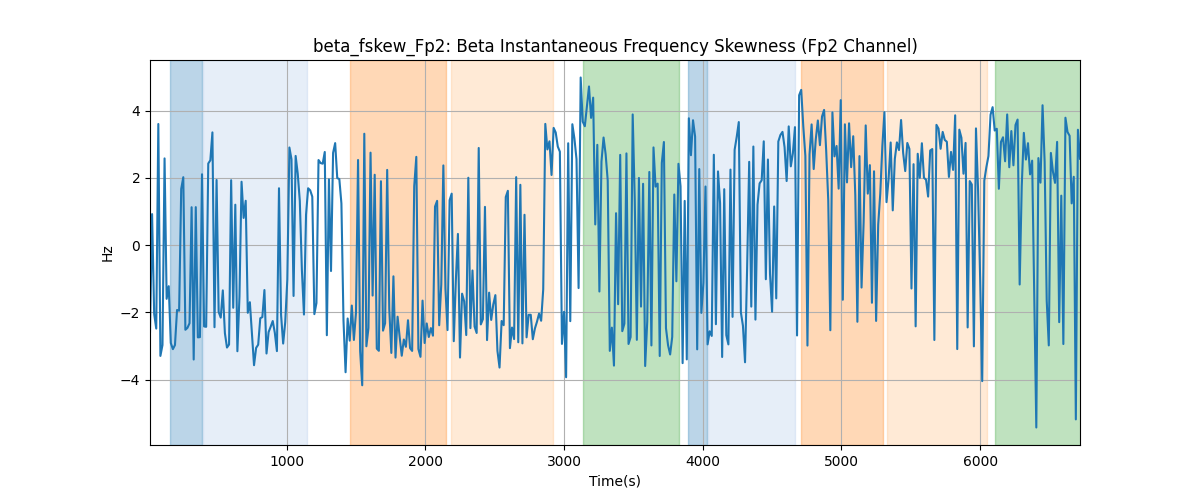 beta_fskew_Fp2: Beta Instantaneous Frequency Skewness (Fp2 Channel)
4
2
0
−2
−4
Hz
1000 2000 3000 4000 5000 6000
Time(s)